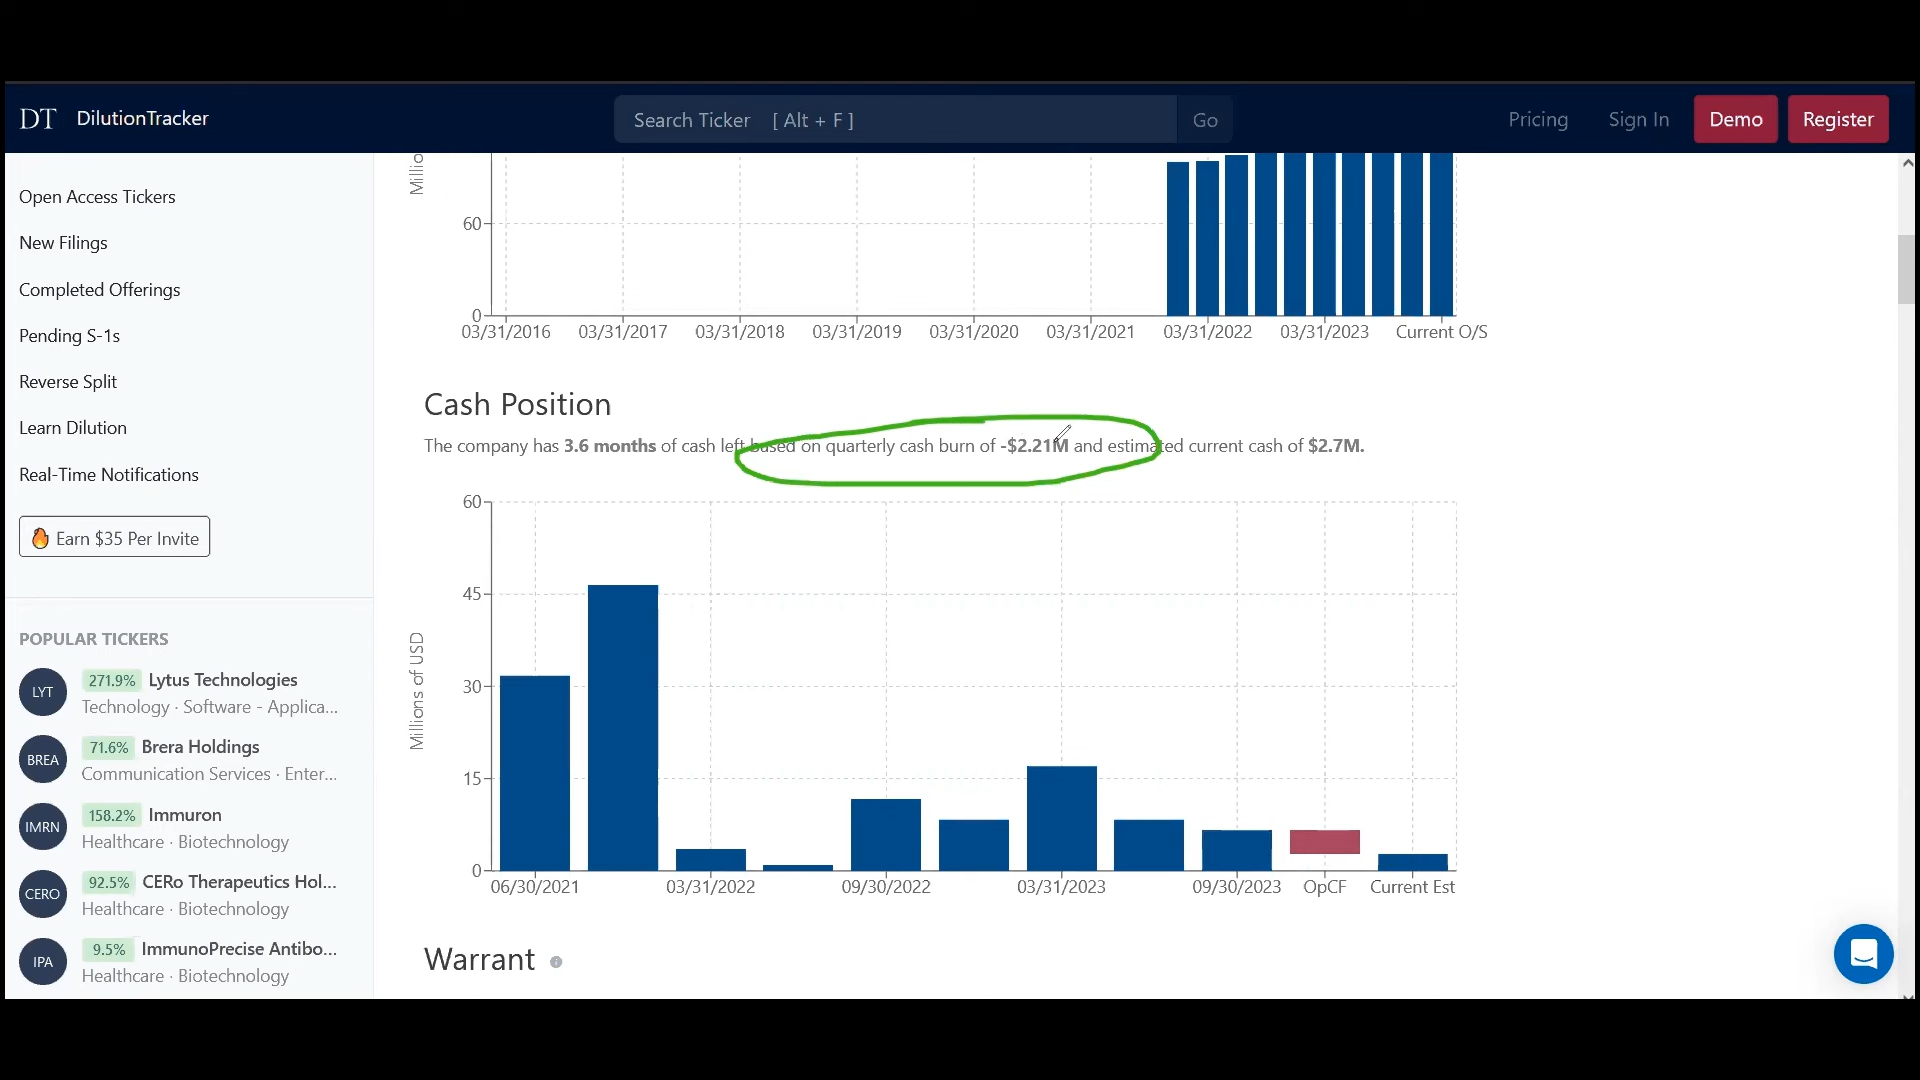 DT DilutionTracker
Search Ticker [ Alt + F ]
Go
Pricing
Sign In
Demo
Register
Open Access Tickers
New Filings
Completed Offerings
Pending S-1s
Reverse Split
Learn Dilution
Real-Time Notifications
Earn $35 Per Invite
POPULAR TICKERS
LYT
271.9% Lytus Technologies
Technology · Software - Applica...
BREA
71.6% Brera Holdings
Communication Services · Enter...
IMRN
158.2% Immuron
Healthcare · Biotechnology
CERO
92.5% CERo Therapeutics Hol...
Healthcare · Biotechnology
IPA
9.5% ImmunoPrecise Antibo...
Healthcare · Biotechnology
Millio
60
0
03/31/2016 03/31/2017 03/31/2018 03/31/2019 03/31/2020 03/31/2021 03/31/2022 03/31/2023 Current O/S
Cash Position
The company has 3.6 months of cash left based on quarterly cash burn of -$2.21M and estimated current cash of $2.7M.
Millions of USD
60
45
30
15
0
06/30/2021 03/31/2022 09/30/2022 03/31/2023 09/30/2023 OpCF Current Est
Warrant